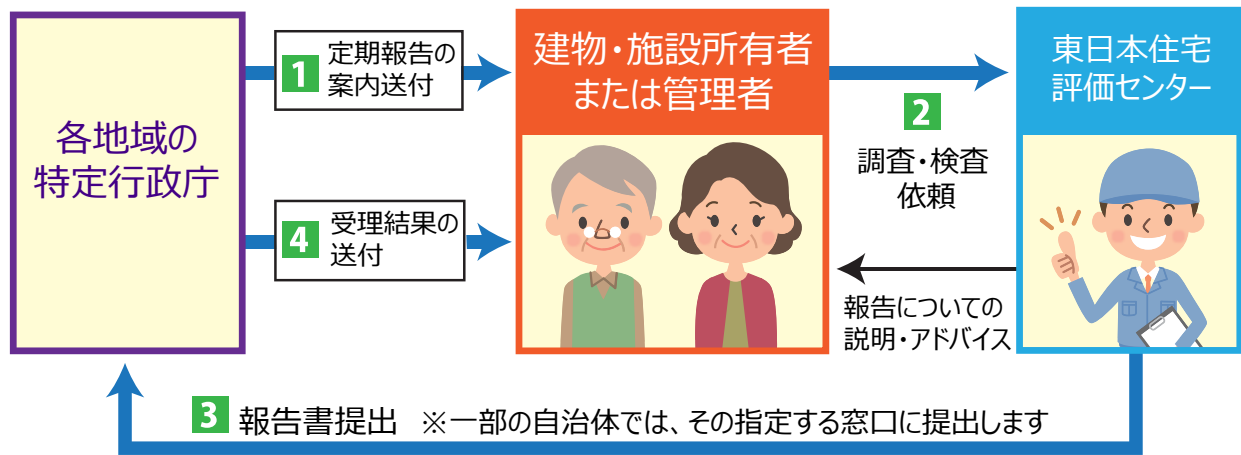 各地域の
特定行政庁
1 定期報告の
案内送付
4 受理結果の
送付
建物・施設所有者
または管理者
2
調査・検査
依頼
報告についての
説明・アドバイス
東日本住宅
評価センター
3 報告書提出 ※一部の自治体では、その指定する窓口に提出します